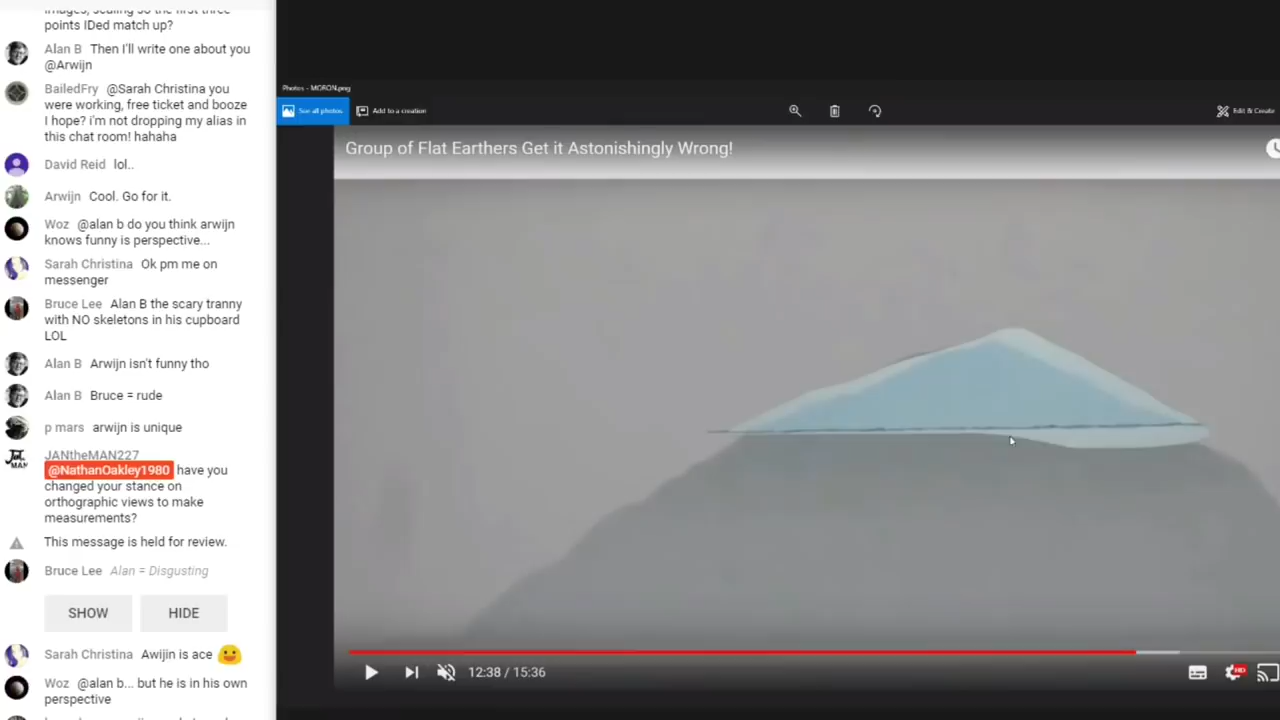 images, scaling so the first three
points IDed match up?
Alan B Then I'll write one about you
@Arwijn
BailedFry @Sarah Christina you
were working, free ticket and booze
I hope? i'm not dropping my alias in
this chat room! hahaha
David Reid lol..
Arwijn Cool. Go for it.
Woz @alan b do you think arwijn
knows funny is perspective...
Sarah Christina Ok pm me on
messenger
Bruce Lee Alan B the scary tranny
with NO skeletons in his cupboard
LOL
Alan B Arwijn isn't funny tho
Alan B Bruce = rude
p mars arwijn is unique
JANtheMAN227
@NathanOakley1980 have you
changed your stance on
orthographic views to make
measurements?
This message is held for review.
Bruce Lee Alan = Disgusting
SHOW HIDE
Sarah Christina Awijin is ace
Woz @alan b... but he is in his own
perspective
Photos - MORON.png
See all photos Add to a creation Edit & Create
Group of Flat Earthers Get it Astonishingly Wrong!
12:38 / 15:36 HD